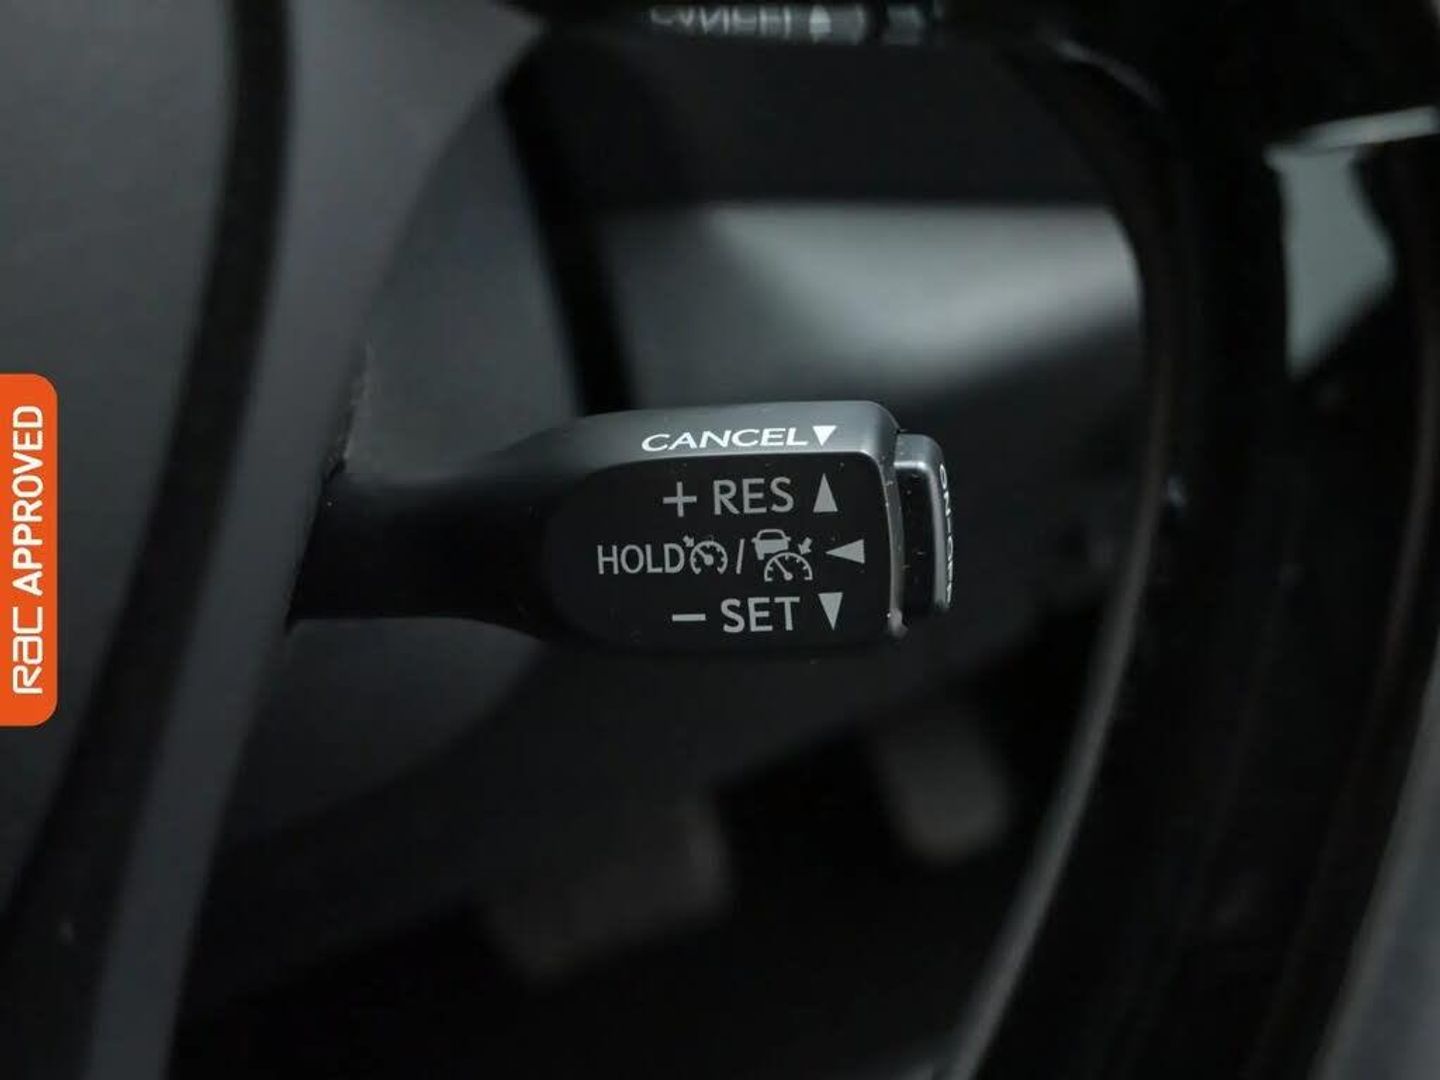 CANCEL▼
+ RES ▲
HOLD / ◀
− SET ▼
RAC APPROVED